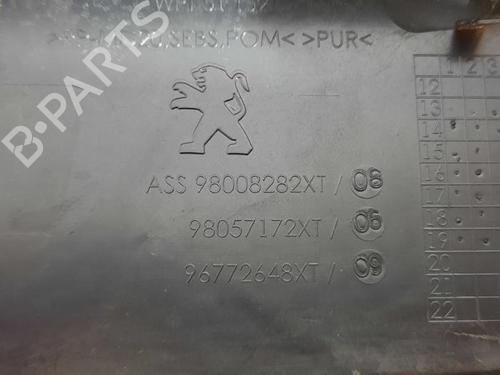 SEBS,POM< >PUR<
B-PARTS
ASS 98008282XT / 08
98057172XT / 06
96772648XT / 09
1 2 3
12
13
14
15
16
17
18
19
20
21
22